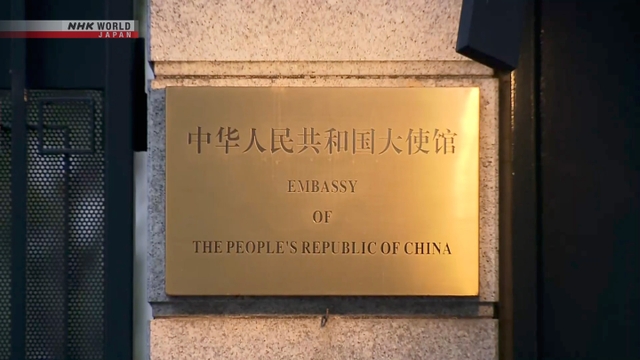 NHK WORLD
JAPAN
中华人民共和国大使馆
EMBASSY
OF
THE PEOPLE'S REPUBLIC OF CHINA